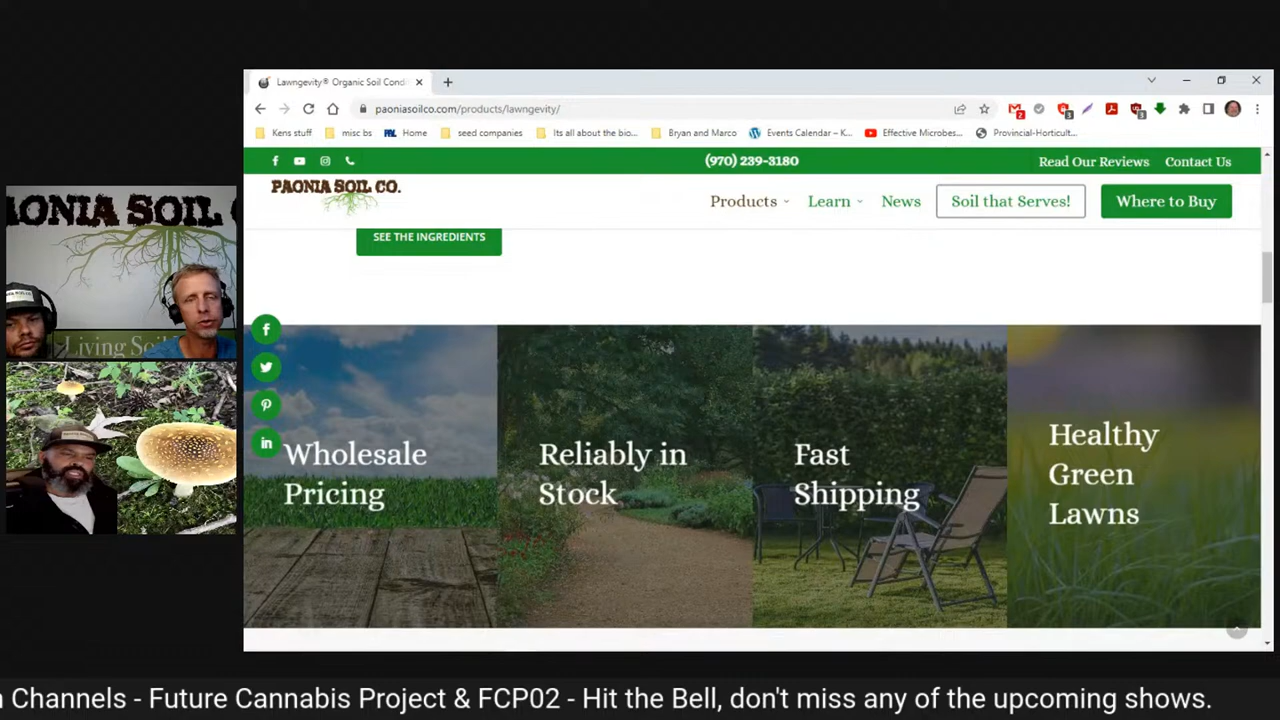 Lawngevity® Organic Soil Cond
paoniasoilco.com/products/lawngevity/
Kens stuff
misc bs
Home
seed companies
Its all about the bio...
Bryan and Marco
Events Calendar – K...
Effective Microbes...
Provincial-Horticult...
(970) 239-3180
Read Our Reviews
Contact Us
PAONIA SOIL CO.
Products
Learn
News
Soil that Serves!
Where to Buy
SEE THE INGREDIENTS
AONIA SOIL C
Living Soil
Wholesale
Pricing
Reliably in
Stock
Fast
Shipping
Healthy
Green
Lawns
Channels - Future Cannabis Project & FCP02 - Hit the Bell, don't miss any of the upcoming shows.